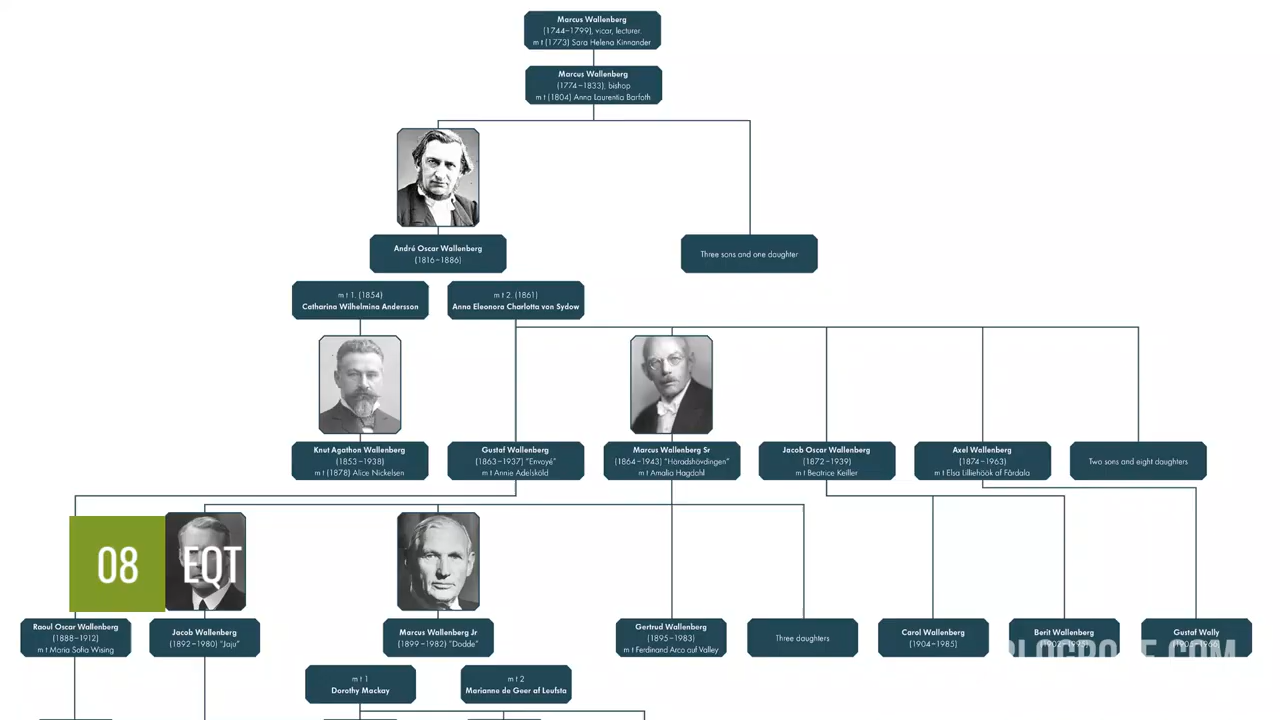 Marcus Wallenberg
(1744–1799), vicar, lecturer.
m t (1773) Sara Helena Kinnander
Marcus Wallenberg
(1774–1833), bishop
m t (1804) Anna Laurentia Barfoth
André Oscar Wallenberg
(1816–1886)
Three sons and one daughter
m t 1. (1854)
Catharina Wilhelmina Andersson
m t 2. (1861)
Anna Eleonora Charlotta von Sydow
Knut Agathon Wallenberg
(1853–1938)
m t (1878) Alice Nickelsen
Gustaf Wallenberg
(1863–1937) "Envoyé"
m t Annie Adelsköld
Marcus Wallenberg Sr
(1864–1943) "Häradshövdingen"
m t Amalia Hagdahl
Jacob Oscar Wallenberg
(1872–1939)
m t Beatrice Keiller
Axel Wallenberg
(1874–1963)
m t Elsa Lilliehöök af Fårdala
Two sons and eight daughters
08 EQT
Raoul Oscar Wallenberg
(1888–1912)
m t Maria Sofia Wising
Jacob Wallenberg
(1892–1980) "Jaju"
Marcus Wallenberg Jr
(1899–1982) "Dodde"
Gertrud Wallenberg
(1895–1983)
m t Ferdinand Arco auf Valley
Three daughters
Carol Wallenberg
(1904–1985)
Berit Wallenberg
Gustaf Wally
m t 1
Dorothy Mackay
m t 2
Marianne de Geer af Leufsta